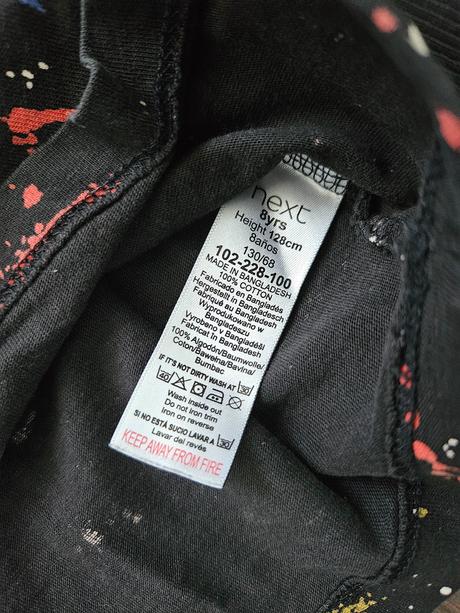 next
8yrs
Height 128cm
8años
130/68
102-228-100
MADE IN BANGLADESH
100% COTTON
Fabricado en Bangladés
Hergestellt in Bangladesch
Fabriqué au Bangladesh
Wyprodukowano w
Bangladeszu
Vyrobeno v Bangladéši
Fabricat în Bangladesh
100% Algodón/Baumwolle/
Coton/Bawełna/Bavlna/
Bumbac
IF IT'S NOT DIRTY WASH AT 30
40
Wash inside out
Do not iron trim
Iron on reverse
SI NO ESTÁ SUCIO LAVAR A 30
Lavar del revés
KEEP AWAY FROM FIRE